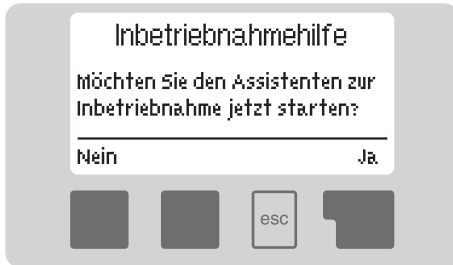 Inbetriebnahmehilfe
Möchten Sie den Assistenten zur
Inbetriebnahme jetzt starten?
Nein Ja
esc